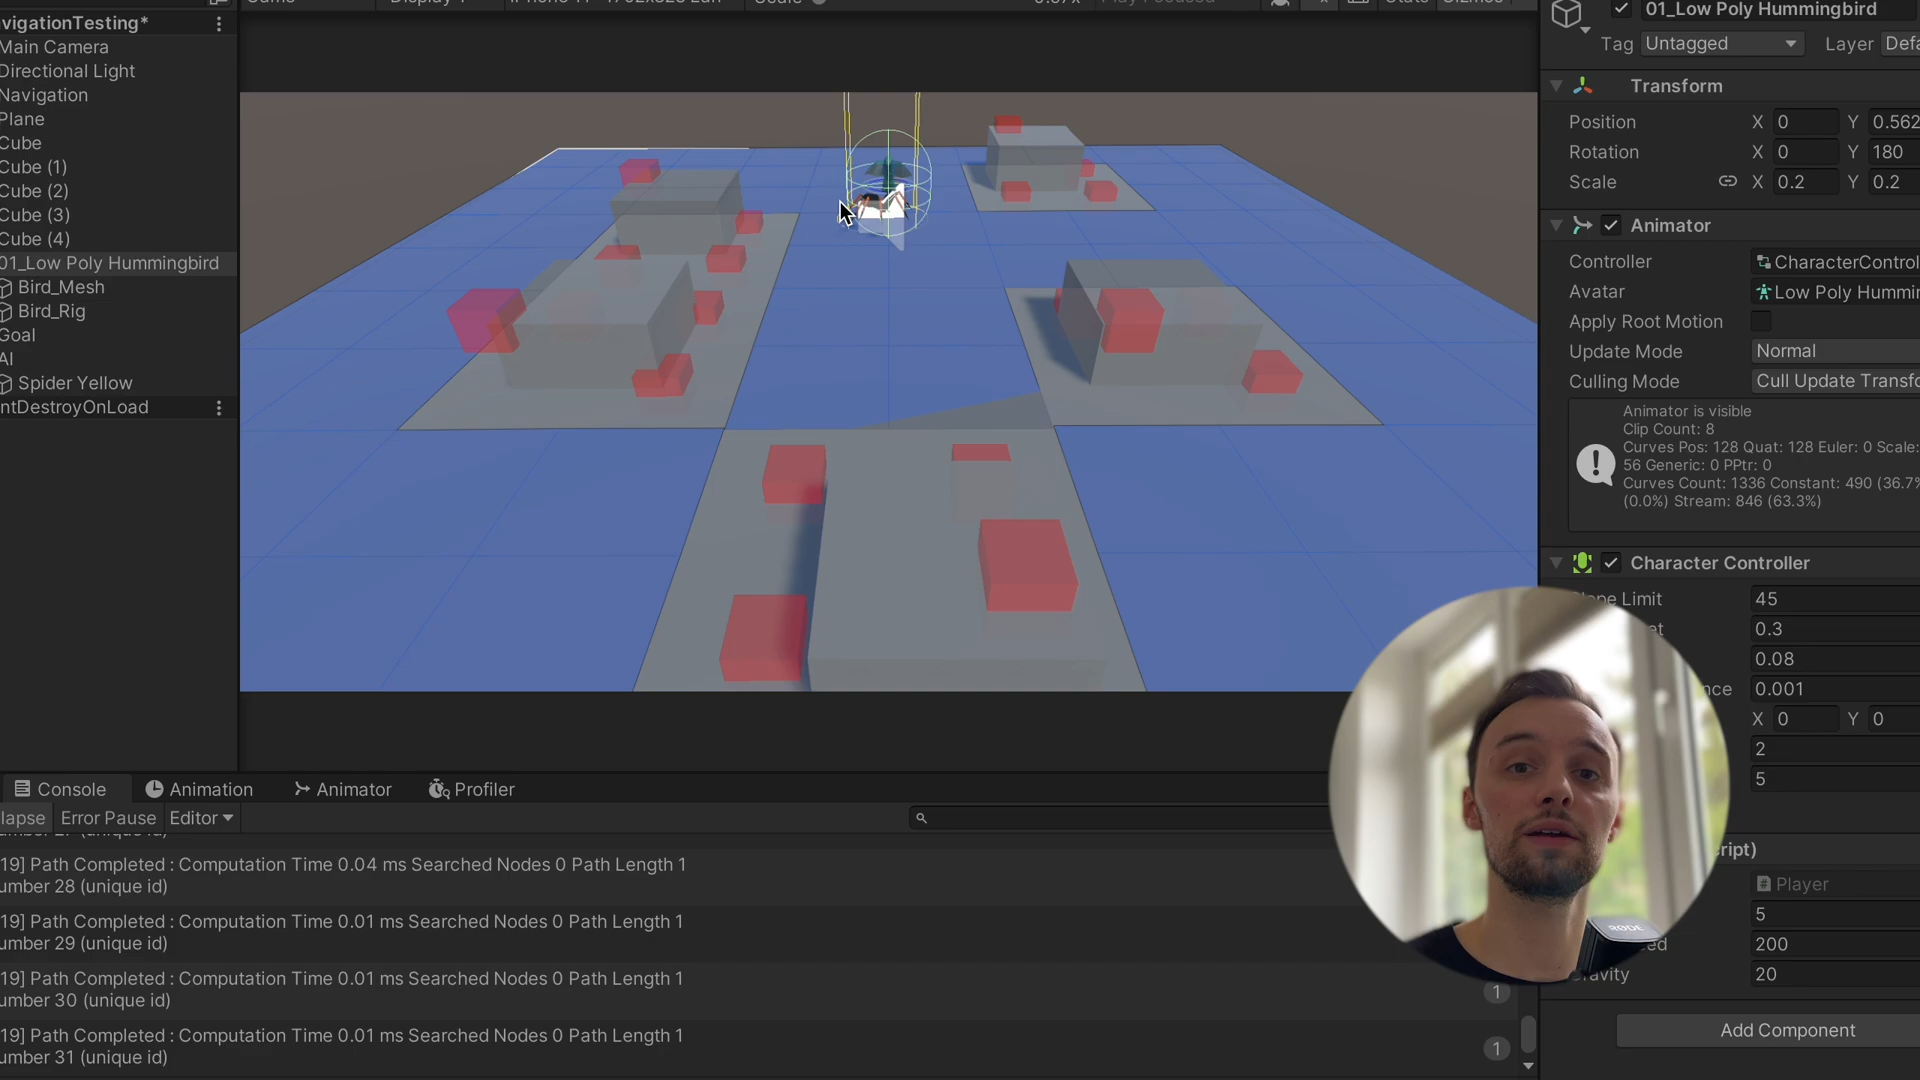 vigationTesting*
Main Camera
Directional Light
Navigation
Plane
Cube
Cube (1)
Cube (2)
Cube (3)
Cube (4)
01_Low Poly Hummingbird
Bird_Mesh
Bird_Rig
Goal
AI
Spider Yellow
ntDestroyOnLoad
01_Low Poly Hummingbird
Tag Untagged Layer Defa
Transform
Position X 0 Y 0.562
Rotation X 0 Y 180
Scale X 0.2 Y 0.2
Animator
Controller CharacterControl
Avatar Low Poly Hummin
Apply Root Motion
Update Mode Normal
Culling Mode Cull Update Transfo
Animator is visible
Clip Count: 8
Curves Pos: 128 Quat: 128 Euler: 0 Scale:
56 Generic: 0 PPtr: 0
Curves Count: 1336 Constant: 490 (36.7%
(0.0%) Stream: 846 (63.3%)
Character Controller
Slope Limit 45
et 0.3
0.08
nce 0.001
X 0 Y 0
2
5
cript)
Player
5
ed 200
Gravity 20
Add Component
RØDE
Console Animation Animator Profiler
lapse Error Pause Editor
19] Path Completed : Computation Time 0.04 ms Searched Nodes 0 Path Length 1
umber 28 (unique id)
19] Path Completed : Computation Time 0.01 ms Searched Nodes 0 Path Length 1
umber 29 (unique id)
19] Path Completed : Computation Time 0.01 ms Searched Nodes 0 Path Length 1
umber 30 (unique id)
1
19] Path Completed : Computation Time 0.01 ms Searched Nodes 0 Path Length 1
umber 31 (unique id)
1